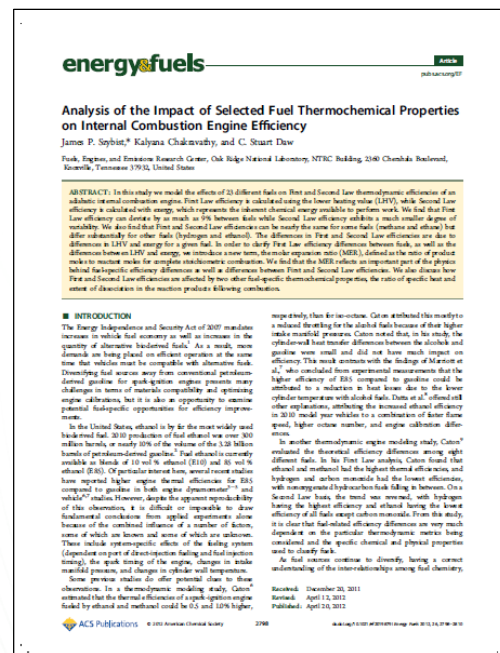 energy&fuels
Article
pubs.acs.org/EF
Analysis of the Impact of Selected Fuel Thermochemical Properties
on Internal Combustion Engine Efficiency
James P. Szybist,* Kalyana Chakravathy, and C. Stuart Daw
Fuels, Engines, and Emissions Research Center, Oak Ridge National Laboratory, NTRC Building, 2360 Cherahala Boulevard,
Knoxville, Tennessee 37932, United States
ABSTRACT: In this study we model the effects of 23 different fuels on First and Second Law thermodynamic efficiencies of an
adiabatic internal combustion engine. First Law efficiency is calculated using the lower heating value (LHV), while Second Law
efficiency is calculated with exergy, which represents the inherent chemical energy available to perform work. We find that First
Law efficiency can deviate by as much as 9% between fuels while Second Law efficiency exhibits a much smaller degree of
variability. We also find that First and Second Law efficiencies can be nearly the same for some fuels (methane and ethane) but
differ substantially for other fuels (hydrogen and ethanol). The differences in First and Second Law efficiencies are due to
differences in LHV and exergy for a given fuel. In order to clarify First Law efficiency differences between fuels, as well as the
differences between LHV and exergy, we introduce a new term, the molar expansion ratio (MER), defined as the ratio of product
moles to reactant moles for complete stoichiometric combustion. We find that the MER reflects an important part of the physics
behind fuel-specific efficiency differences as well as differences between First and Second Law efficiencies. We also discuss how
First and Second Law efficiencies are affected by two other fuel-specific thermochemical properties, the ratio of specific heat and
extent of dissociation in the reaction products following combustion.
■ INTRODUCTION
The Energy Independence and Security Act of 2007 mandates
increases in vehicle fuel economy as well as increases in the
quantity of alternative biofuels. As a result, more
demands are being placed on efficient operation at the same
time that vehicles must be compatible with alternative fuels.
Diversifying fuel sources away from conventional petroleum-
derived gasoline for spark-ignition engines presents many
challenges in terms of materials compatibility and optimizing
engine calibrations, but it is also an opportunity to examine
potential fuel-specific opportunities for efficiency improve-
ments.
In the United States, ethanol is by far the most widely used
biofuel. 2010 production of fuel ethanol was over 300
million barrels, or nearly 10% of the volume of the 3.28 billion
barrels of petroleum-derived gasoline. Fuel ethanol is currently
available as blends of 10 vol % ethanol (E10) and 85 vol %
ethanol (E85). Of particular interest here, several recent studies
have reported higher engine thermal efficiencies for E85
compared to gasoline in both engine dynamometer and
vehicle studies. However, despite the apparent reproducibility
of this observation, it is difficult or impossible to draw
fundamental conclusions from applied experiments alone
because of the combined influence of a number of factors,
some of which are known and some of which are unknown.
These include system-specific effects of the fueling system
(dependent on port of direct-injection fueling and fuel injection
timing), the spark timing of the engine, changes in intake
manifold pressure, and changes in cylinder wall temperature.
Some previous studies do offer potential clues to these
observations. In a thermodynamic modeling study, Caton
estimated that the thermal efficiencies of a spark-ignition engine
fueled by ethanol and methanol could be 0.5 and 1.0% higher,
respectively, than for iso-octane. Caton attributed this mostly to
a reduced throttling for the alcohol fuels because of their higher
intake manifold pressures. Caton noted that, in his study, the
cylinder-wall heat transfer differences between the alcohols and
gasoline were small and did not have much impact on
efficiency. This result contrasts with the findings of Marriott et
al., who concluded from experimental measurements that the
higher efficiency of E85 compared to gasoline could be
attributed to a reduction in heat losses due to the lower
cylinder temperature with alcohol fuels. Datta et al. offered still
other explanations, attributing the increased ethanol efficiency
in 2010 model year vehicles to a combination of faster flame
speed, higher octane number, and engine calibration differ-
ences.
In another thermodynamic engine modeling study, Caton
evaluated the theoretical efficiency differences among eight
different fuels. In his First Law analysis, Caton found that
ethanol and methanol had the highest thermal efficiencies, and
hydrogen and carbon monoxide had the lowest efficiencies,
with nonoxygenated hydrocarbon fuels falling in between. On a
Second Law basis, the trend was reversed, with hydrogen
having the highest efficiency and ethanol having the lowest
efficiency of all fuels except carbon monoxide. From this study,
it is clear that fuel-related efficiency differences are very much
dependent on the particular thermodynamic metrics being
considered and the specific chemical and physical properties
used to classify fuels.
As fuel sources continue to diversify, having a correct
understanding of the inter-relationships among fuel chemistry,
Received: December 20, 2011
Revised: April 12, 2012
Published: April 20, 2012
ACS Publications © 2012 American Chemical Society
2798